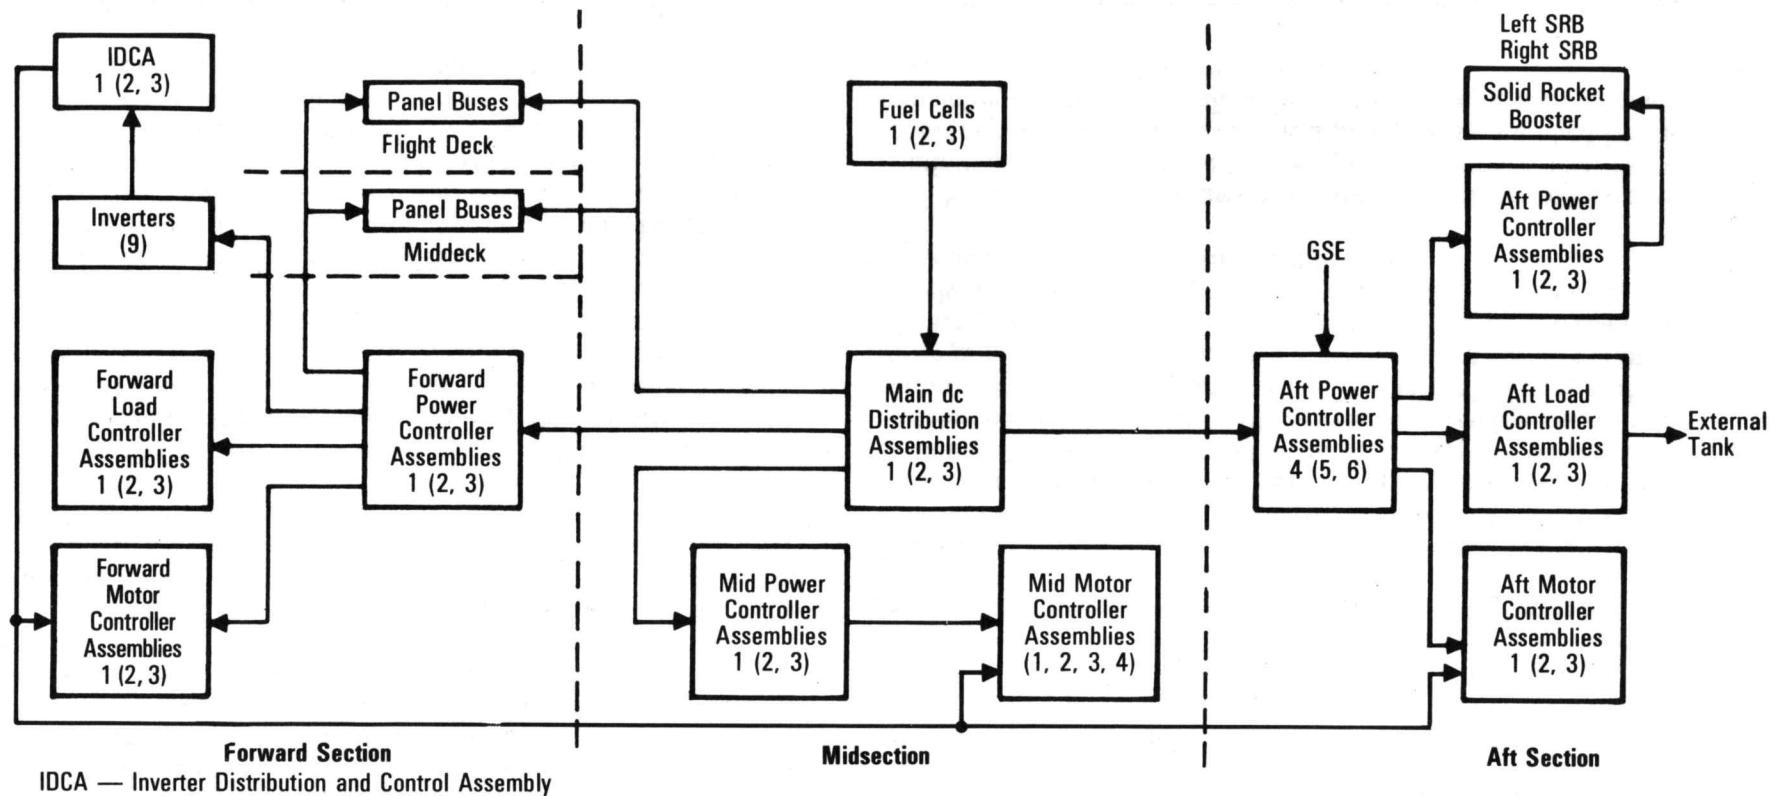 IDCA
1 (2, 3)
Inverters
(9)
Panel Buses
Flight Deck
Panel Buses
Middeck
Forward
Load
Controller
Assemblies
1 (2, 3)
Forward
Power
Controller
Assemblies
1 (2, 3)
Forward
Motor
Controller
Assemblies
1 (2, 3)
Fuel Cells
1 (2, 3)
Main dc
Distribution
Assemblies
1 (2, 3)
Mid Power
Controller
Assemblies
1 (2, 3)
Mid Motor
Controller
Assemblies
(1, 2, 3, 4)
Left SRB
Right SRB
Solid Rocket
Booster
Aft Power
Controller
Assemblies
1 (2, 3)
GSE
Aft Power
Controller
Assemblies
4 (5, 6)
Aft Load
Controller
Assemblies
1 (2, 3)
External
Tank
Aft Motor
Controller
Assemblies
1 (2, 3)
Forward Section
Midsection
Aft Section
IDCA — Inverter Distribution and Control Assembly